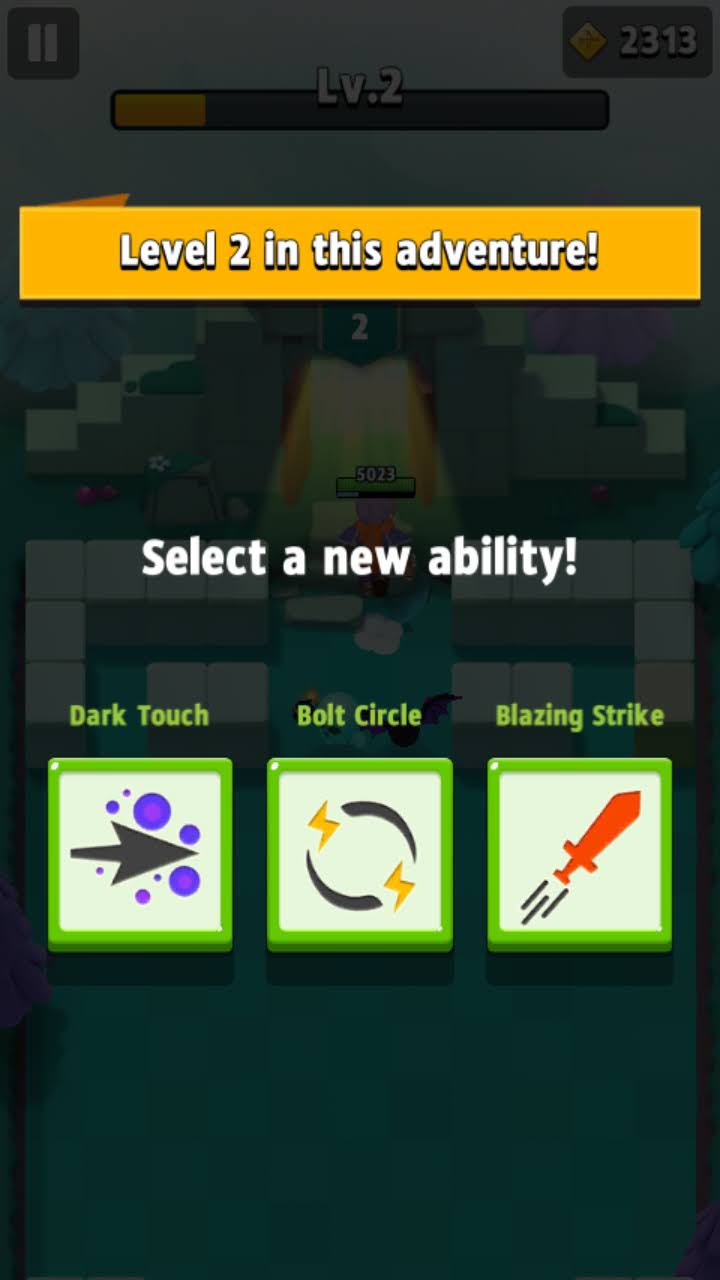 2313
Lv.2
Level 2 in this adventure!
2
5023
Select a new ability!
Dark Touch
Bolt Circle
Blazing Strike